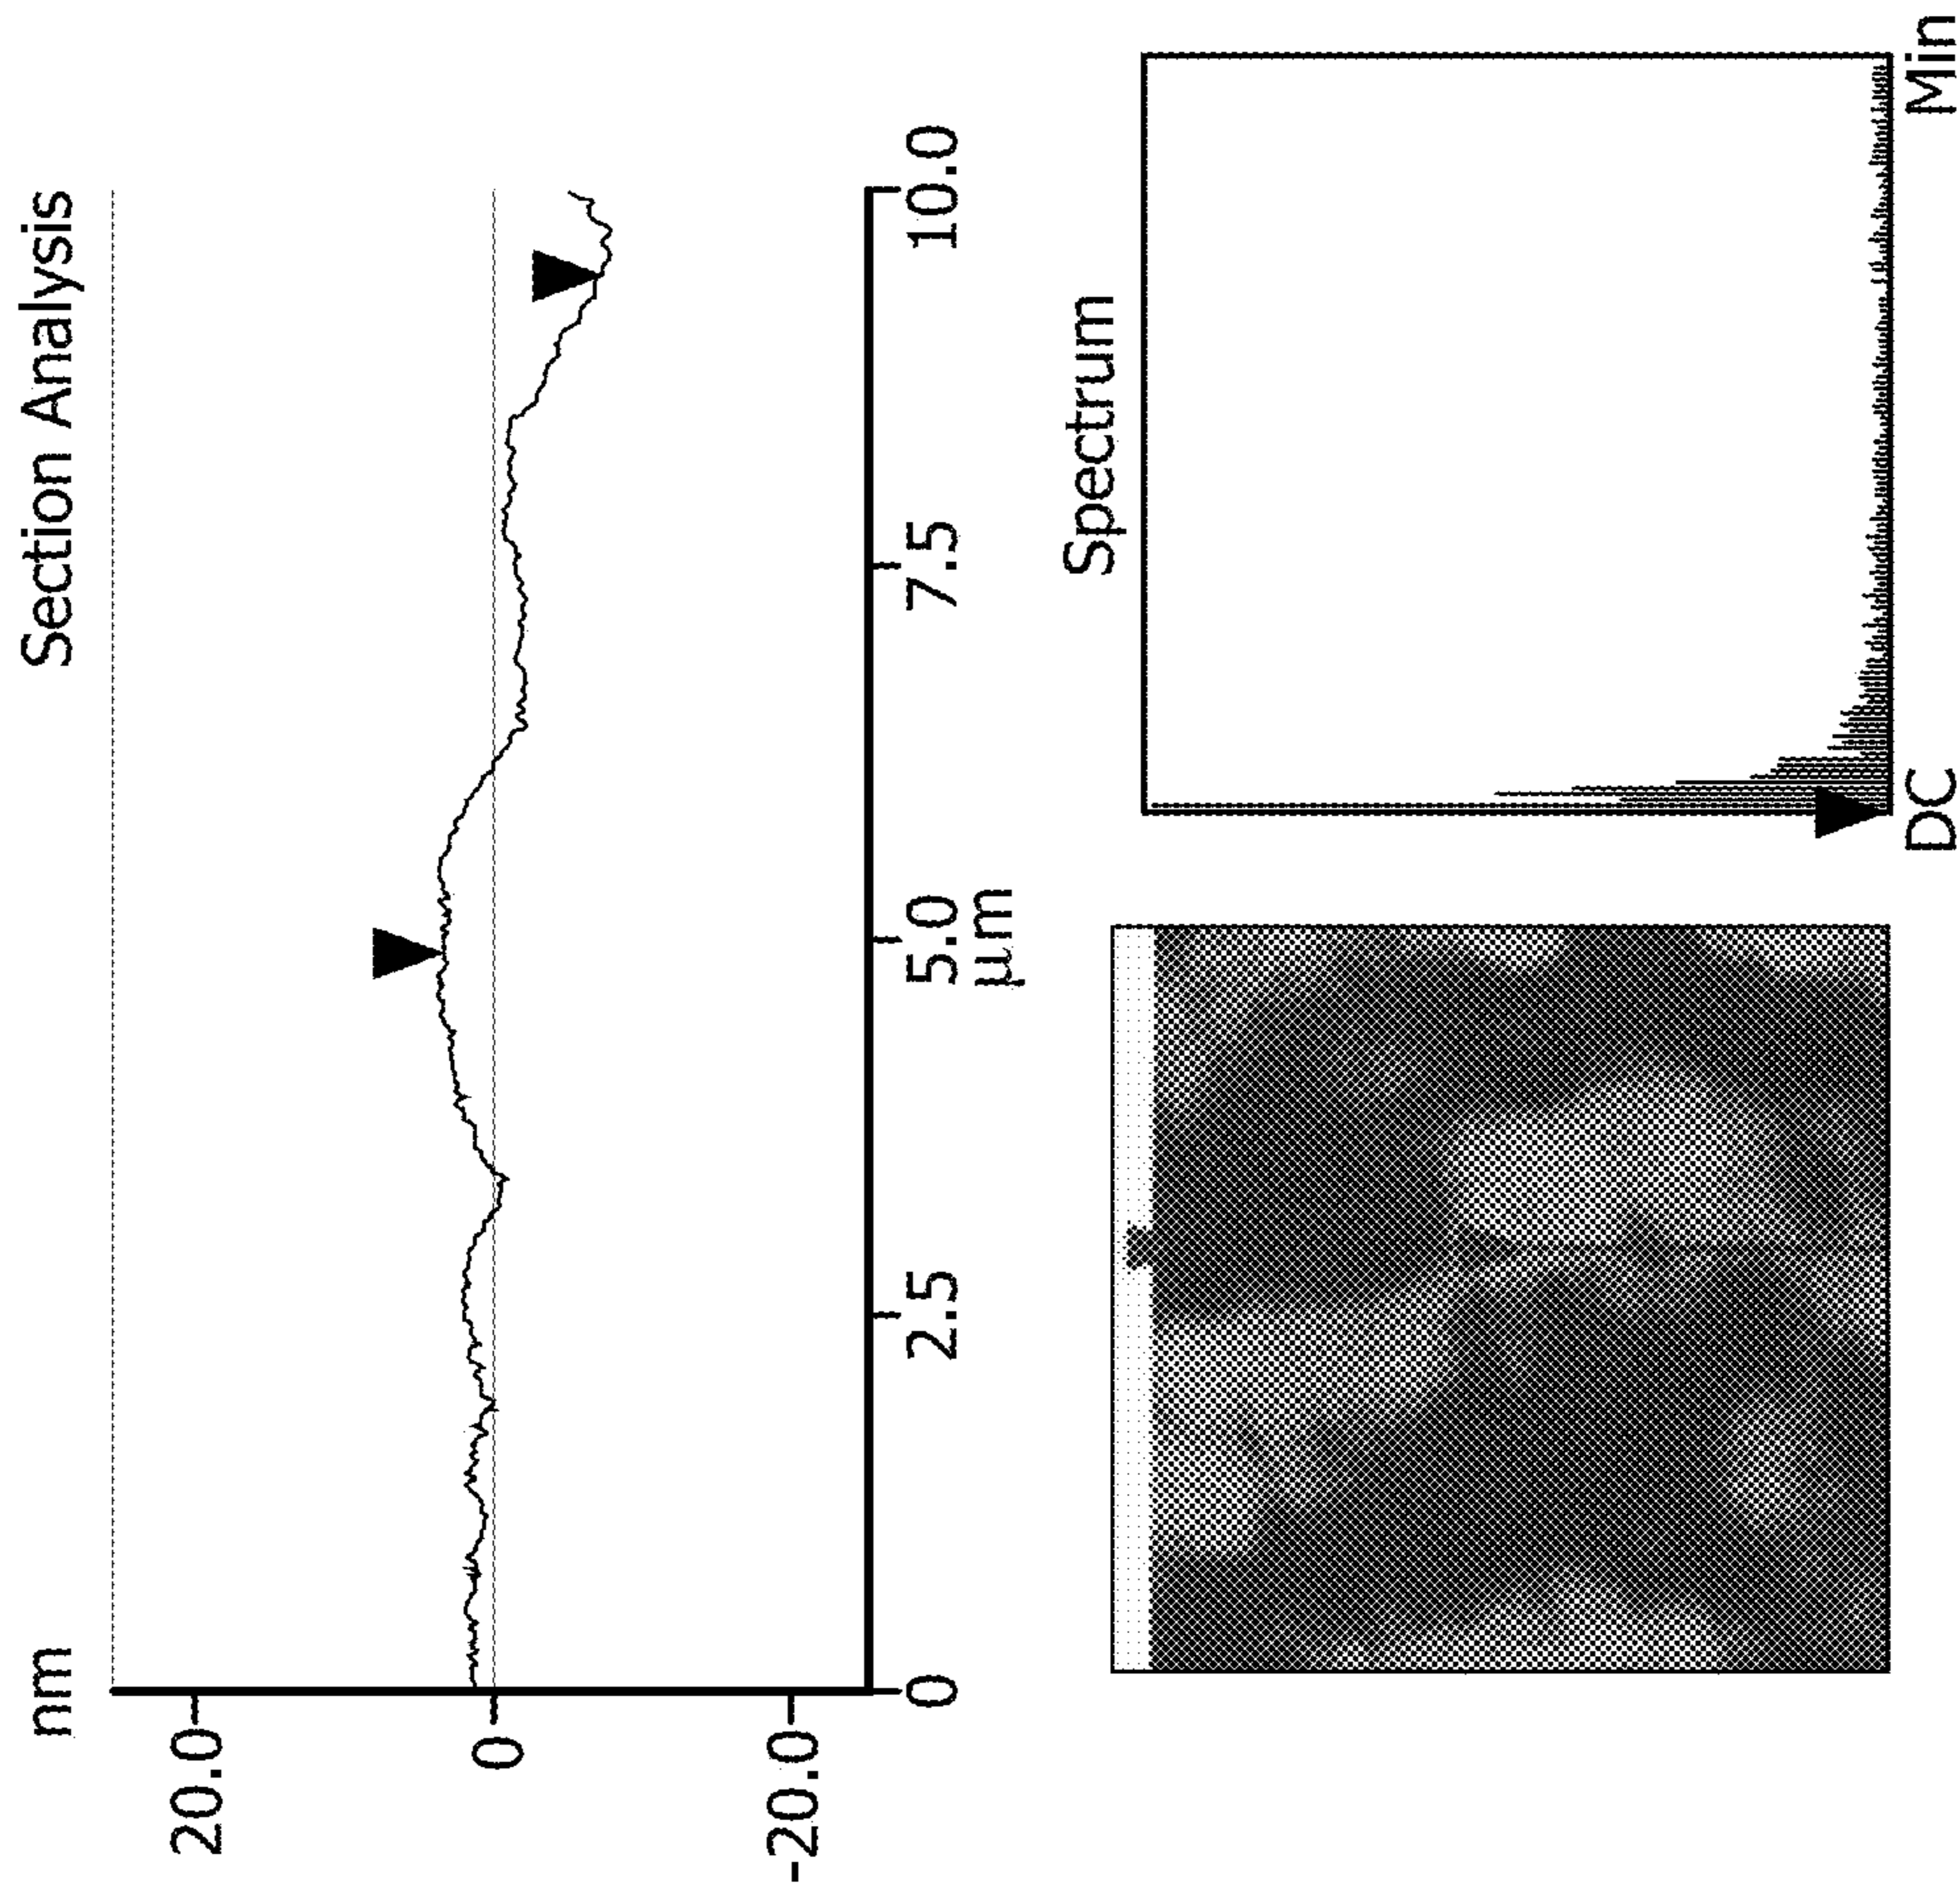 Section Analysis
nm
20.0
0
-20.0
0
2.5
5.0
7.5
10.0
µm
Spectrum
DC
Min